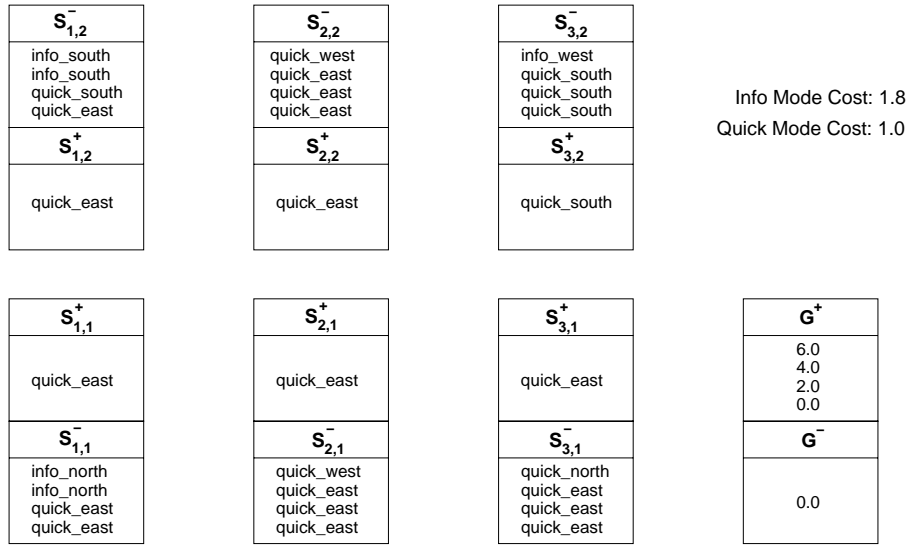 S−1,2
info_south
info_south
quick_south
quick_east
S+1,2
quick_east
S−2,2
quick_west
quick_east
quick_east
quick_east
S+2,2
quick_east
S−3,2
info_west
quick_south
quick_south
quick_south
S+3,2
quick_south
Info Mode Cost: 1.8
Quick Mode Cost: 1.0
S+1,1
quick_east
S−1,1
info_north
info_north
quick_east
quick_east
S+2,1
quick_east
S−2,1
quick_west
quick_east
quick_east
quick_east
S+3,1
quick_east
S−3,1
quick_north
quick_east
quick_east
quick_east
G+
6.0
4.0
2.0
0.0
G−
0.0